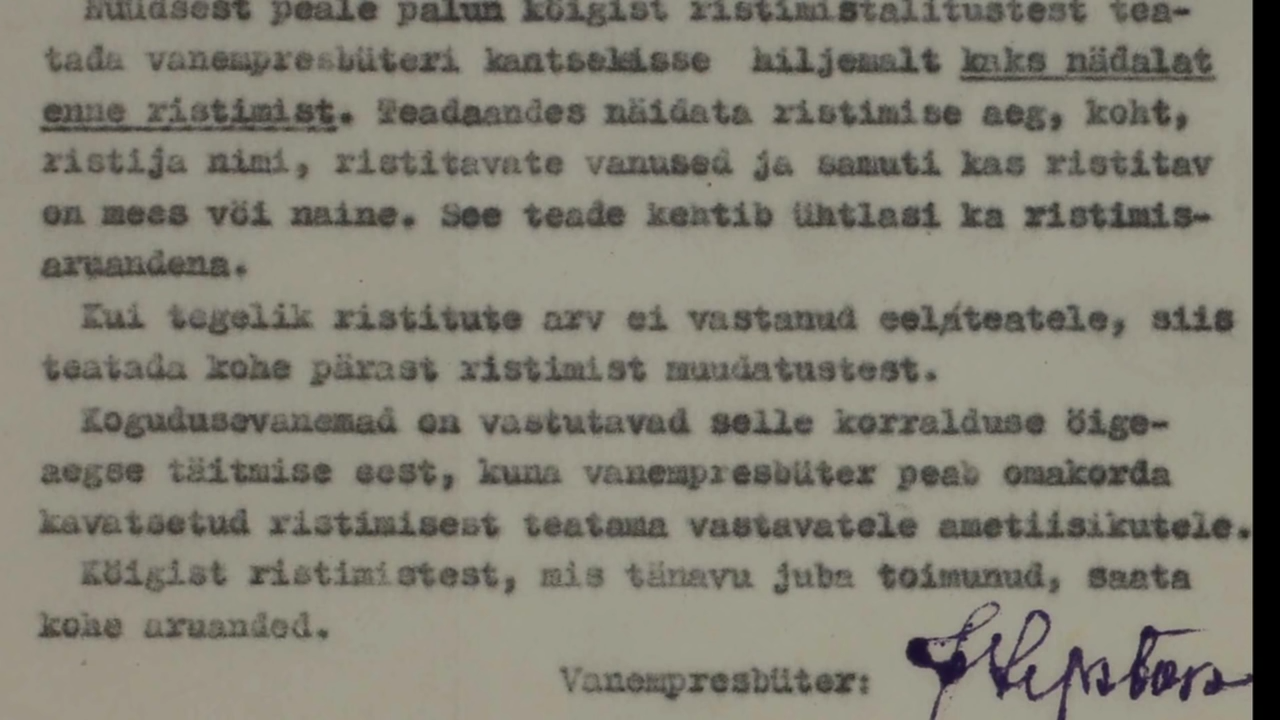 Nüüdsest peale palun kõigist ristimistalitustest tea-
tada vanempresbüteri kantseleisse hiljemalt kaks nädalat
enne ristimist. Teadaandes näidata ristimise aeg, koht,
ristija nimi, ristitavate vanused ja samuti kas ristitav
on mees või naine. See teade kehtib ühtlasi ka ristimis-
aruandena.
Kui tegelik ristitute arv ei vastanud eel/teatele, siis
teatada kohe pärast ristimist muudatustest.
Kogudusevanemad on vastutavad selle korralduse õige-
aegse täitmise eest, kuna vanempresbüter peab omakorda
kavatsetud ristimisest teatama vastavatele ametiisikutele.
Kõigist ristimistest, mis tänavu juba toimunud, saata
kohe aruanded.
Vanempresbüter: